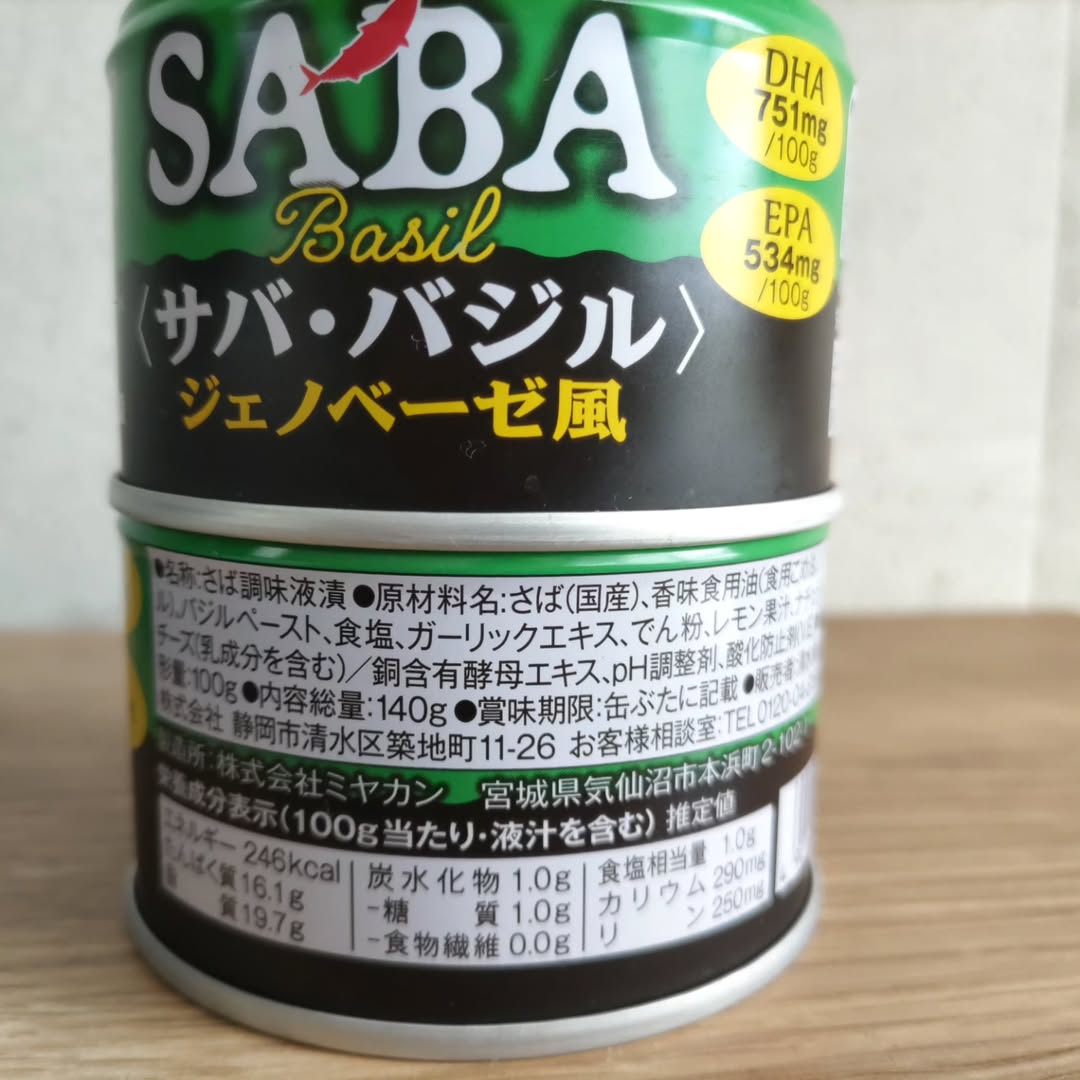 SABA
Basil
〈サバ・バジル〉
ジェノベーゼ風
DHA
751mg
/100g
EPA
534mg
/100g
●名称:さば調味液漬 ●原材料名:さば(国産)、香味食用油(食用こめ油、
ル)、バジルペースト、食塩、ガーリックエキス、でん粉、レモン果汁、
チーズ(乳成分を含む)/銅含有酵母エキス、pH調整剤、酸化防止剤
形量:100g ●内容総量:140g ●賞味期限:缶ぶたに記載 ●販売者:
株式会社 静岡市清水区築地町11-26 お客様相談室:TEL0120-
製造所:株式会社ミヤカン 宮城県気仙沼市本浜町2-102-
栄養成分表示(100g当たり・液汁を含む) 推定値
エネルギー 246kcal
たんぱく質 16.1g
質 19.7g
炭水化物 1.0g
-糖質 1.0g
-食物繊維 0.0g
食塩相当量 1.0g
カリウム 290mg
リン 250mg